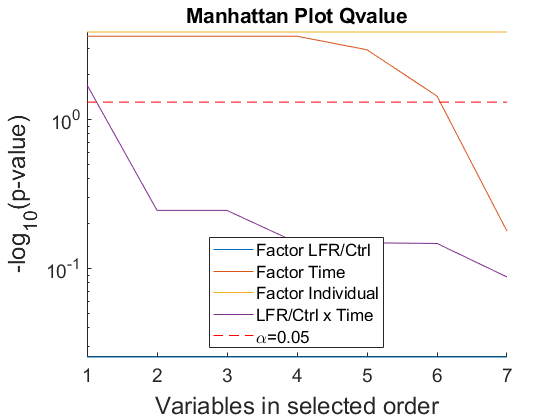 Manhattan Plot Qvalue
-log10(p-value)
10^0
10^-1
Factor LFR/Ctrl
Factor Time
Factor Individual
LFR/Ctrl x Time
α=0.05
1 2 3 4 5 6 7
Variables in selected order